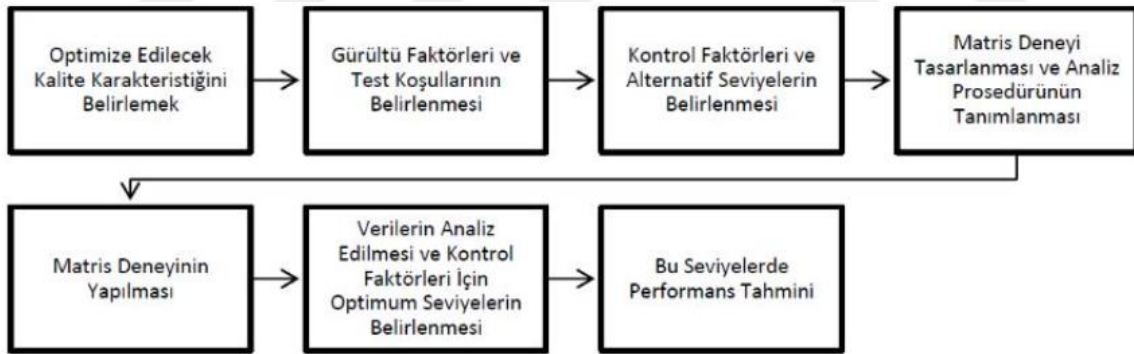 Optimize Edilecek
Kalite Karakteristiğini
Belirlemek
Gürültü Faktörleri ve
Test Koşullarının
Belirlenmesi
Kontrol Faktörleri ve
Alternatif Seviyelerin
Belirlenmesi
Matris Deneyi
Tasarlanması ve Analiz
Prosedürünün
Tanımlanması
Matris Deneyinin
Yapılması
Verilerin Analiz
Edilmesi ve Kontrol
Faktörleri İçin
Optimum Seviyelerin
Belirlenmesi
Bu Seviyelerde
Performans Tahmini